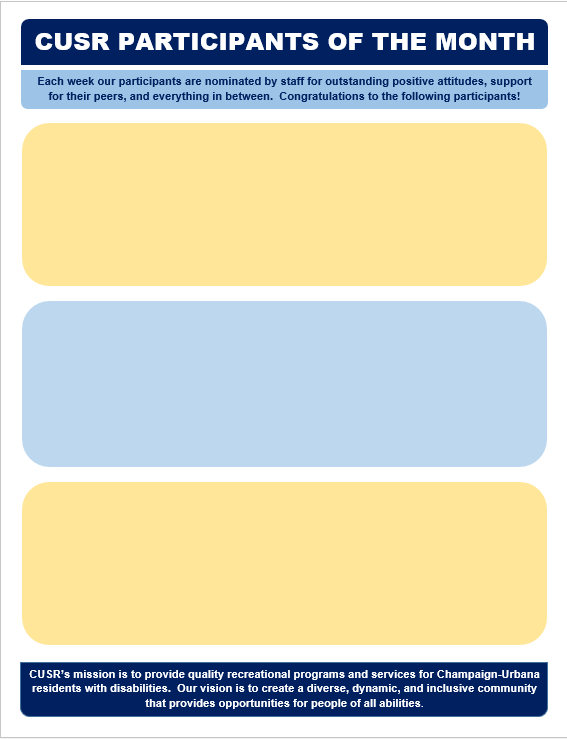 CUSR PARTICIPANTS OF THE MONTH
Each week our participants are nominated by staff for outstanding positive attitudes, support
for their peers, and everything in between.  Congratulations to the following participants!
CUSR's mission is to provide quality recreational programs and services for Champaign-Urbana
residents with disabilities.  Our vision is to create a diverse, dynamic, and inclusive community
that provides opportunities for people of all abilities.